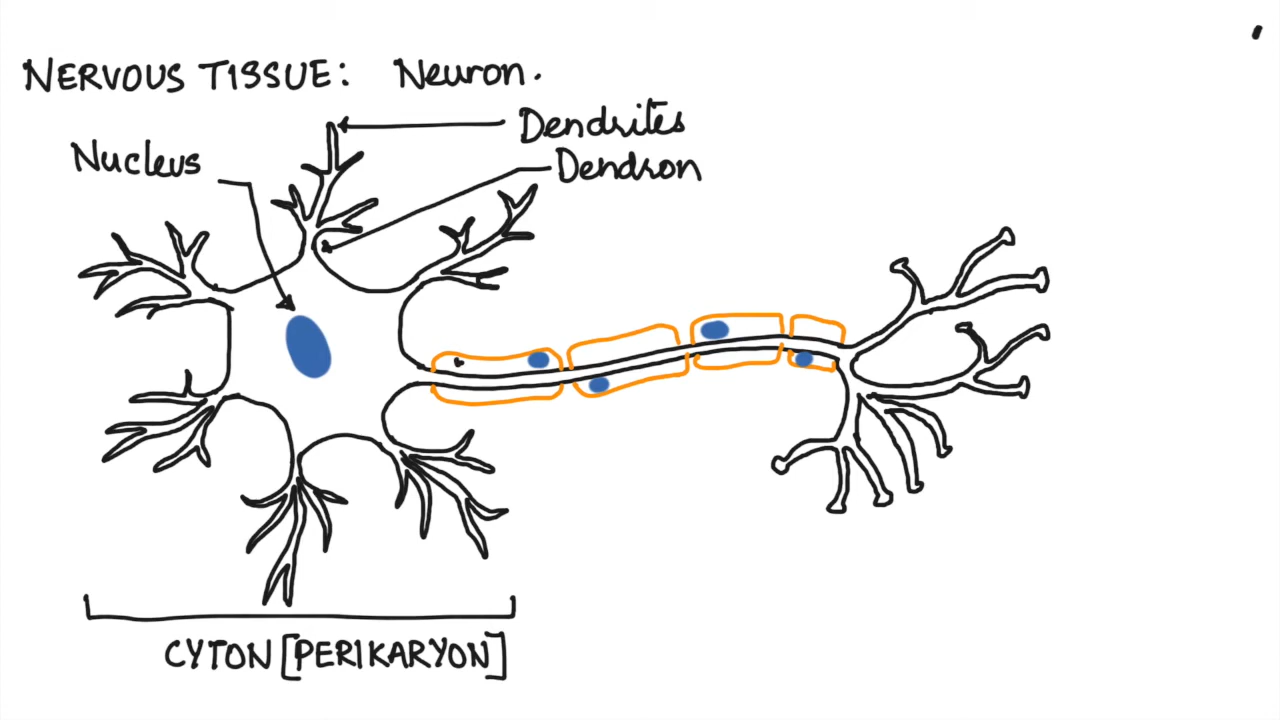 NERVOUS TISSUE: Neuron.
Dendrites
Nucleus
Dendron
CYTON [PERIKARYON]